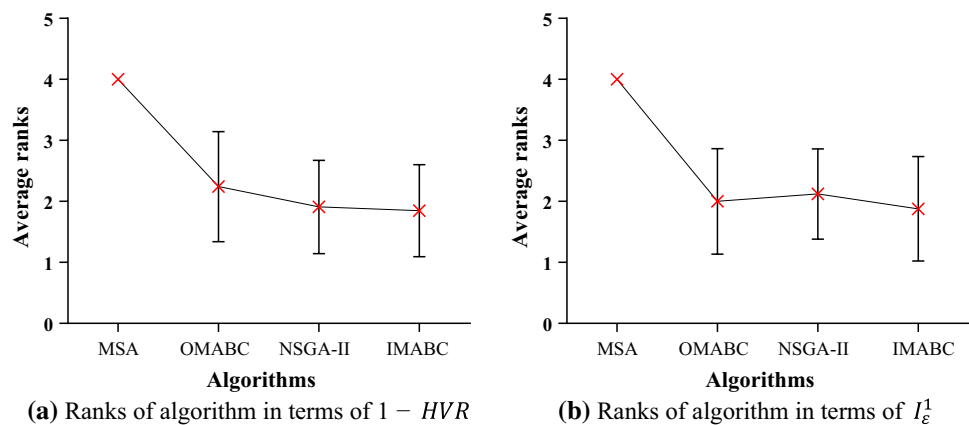 5
4
3
2
1
0
Average ranks
MSA OMABC NSGA-II IMABC
Algorithms
(a) Ranks of algorithm in terms of 1 − HVR
5
4
3
2
1
0
Average ranks
MSA OMABC NSGA-II IMABC
Algorithms
(b) Ranks of algorithm in terms of I¹_ε